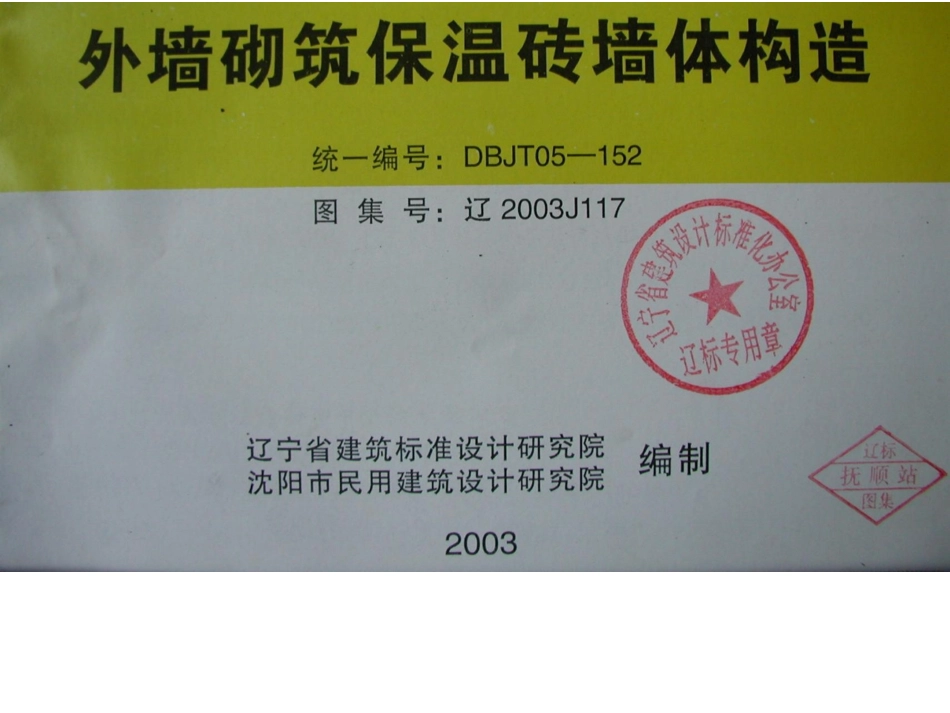 外墙砌筑保温砖墙体构造
统一编号：DBJT05—152
图 集 号：辽 2003J117
辽宁省建筑设计标准化办公室
辽标专用章
辽宁省建筑标准设计研究院
沈阳市民用建筑设计研究院
编制
辽标
抚顺站
图集
2003